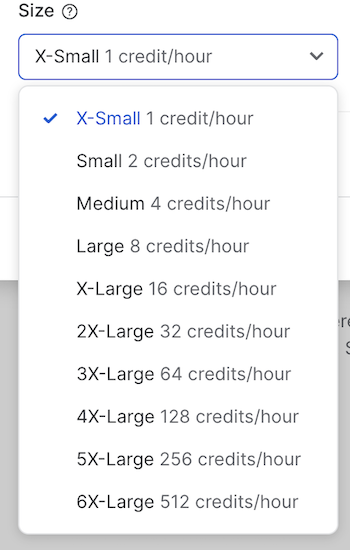 Size
X-Small 1 credit/hour
X-Small 1 credit/hour
Small 2 credits/hour
Medium 4 credits/hour
Large 8 credits/hour
X-Large 16 credits/hour
2X-Large 32 credits/hour
3X-Large 64 credits/hour
4X-Large 128 credits/hour
5X-Large 256 credits/hour
6X-Large 512 credits/hour